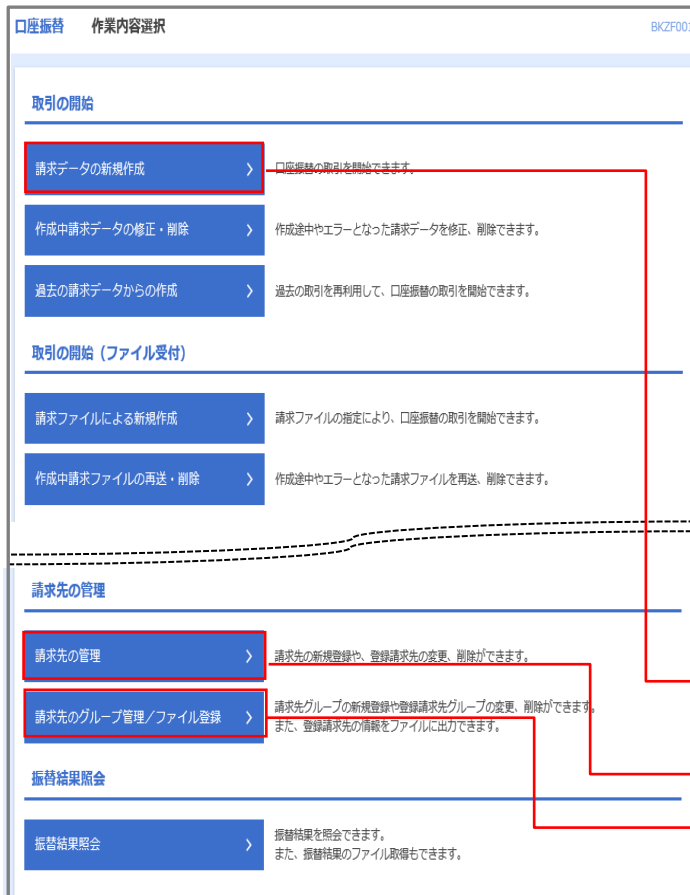 口座振替 作業内容選択 BKZF001
取引の開始
請求データの新規作成 口座振替の取引を開始できます。
作成中請求データの修正・削除 作成途中やエラーとなった請求データを修正、削除できます。
過去の請求データからの作成 過去の取引を再利用して、口座振替の取引を開始できます。
取引の開始（ファイル受付）
請求ファイルによる新規作成 請求ファイルの指定により、口座振替の取引を開始できます。
作成中請求ファイルの再送・削除 作成途中やエラーとなった請求ファイルを再送、削除できます。
請求先の管理
請求先の管理 請求先の新規登録や、登録請求先の変更、削除ができます。
請求先のグループ管理／ファイル登録 請求先グループの新規登録や登録請求先グループの変更、削除ができます。
また、登録請求先の情報をファイルに出力できます。
振替結果照会
振替結果照会 振替結果を照会できます。
また、振替結果のファイル取得もできます。